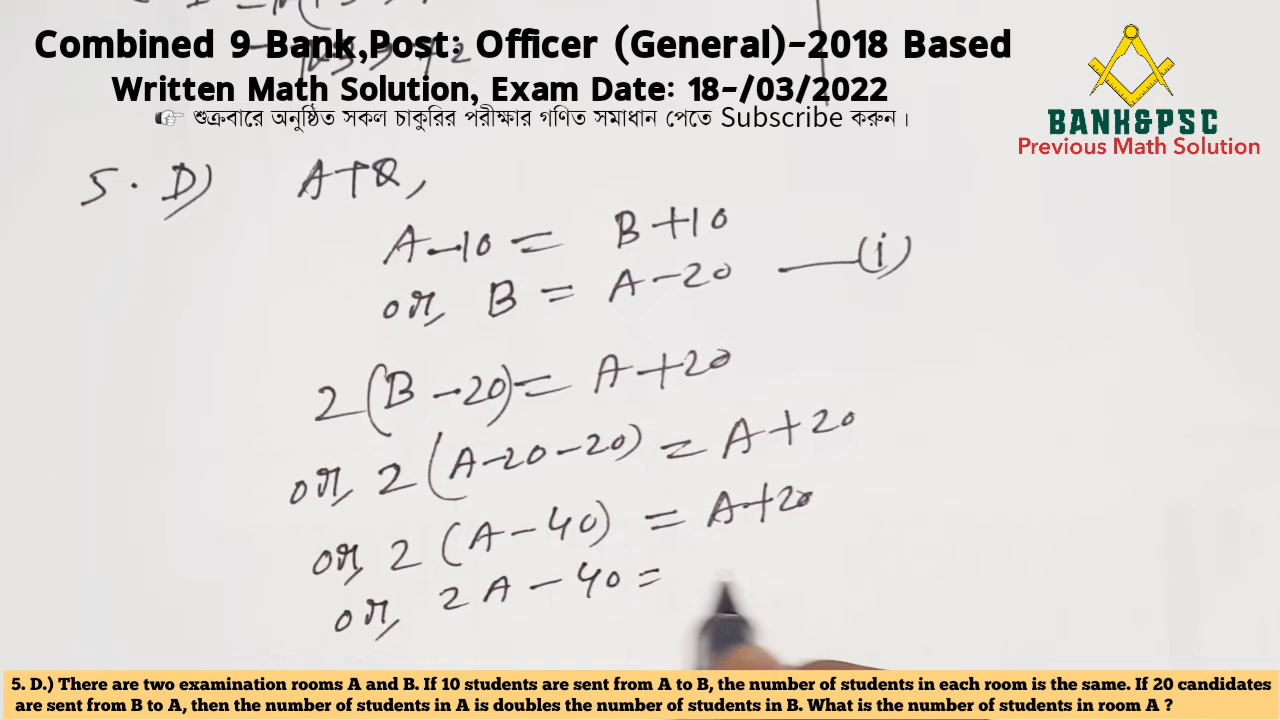 Combined 9 Bank,Post: Officer (General)-2018 Based
Written Math Solution, Exam Date: 18-/03/2022
☞ শুক্রবারে অনুষ্ঠিত সকল চাকুরির পরীক্ষার গণিত সমাধান পেতে Subscribe করুন।
BANK&PSC
Previous Math Solution
5. D) ATQ,
A-10 = B+10
or, B = A-20 —(i)
2(B-20) = A+20
or, 2(A-20-20) = A+20
or, 2(A-40) = A+20
or, 2A-40 =
5. D.) There are two examination rooms A and B. If 10 students are sent from A to B, the number of students in each room is the same. If 20 candidates
are sent from B to A, then the number of students in A is doubles the number of students in B. What is the number of students in room A ?